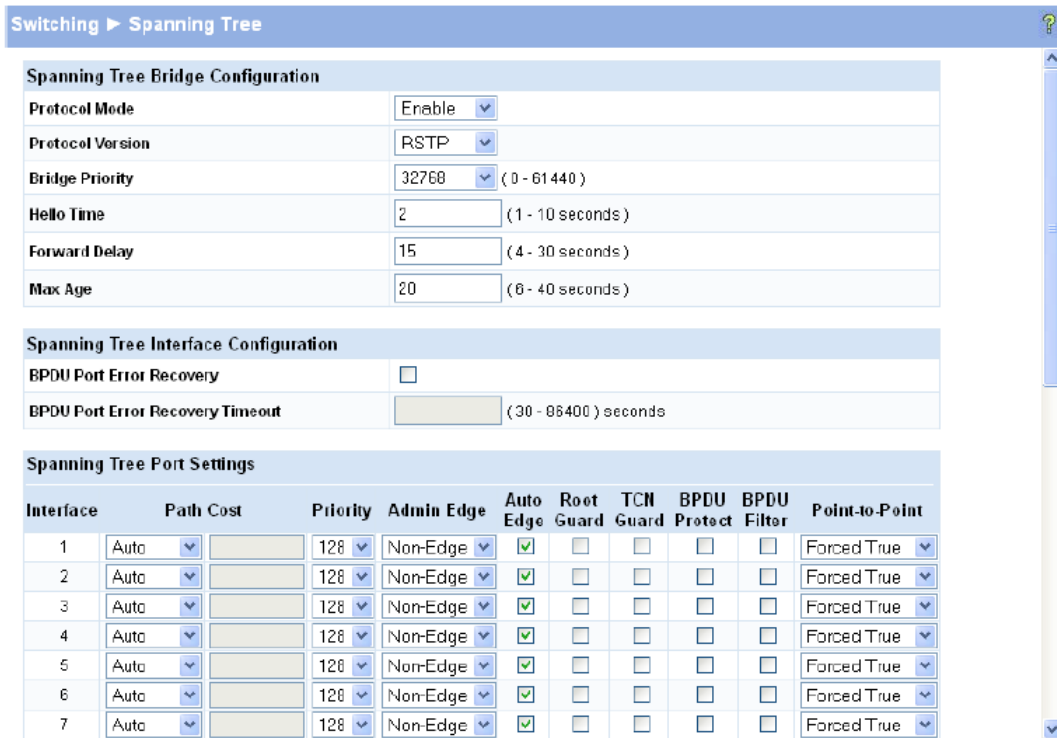 Switching ► Spanning Tree
?
Spanning Tree Bridge Configuration
Protocol Mode Enable
Protocol Version RSTP
Bridge Priority 32768 ( 0 - 61440 )
Hello Time 2 ( 1 - 10 seconds )
Forward Delay 15 ( 4 - 30 seconds )
Max Age 20 ( 6 - 40 seconds )
Spanning Tree Interface Configuration
BPDU Port Error Recovery
BPDU Port Error Recovery Timeout ( 30 - 86400 ) seconds
Spanning Tree Port Settings
Interface Path Cost Priority Admin Edge Auto Edge Root Guard TCN Guard BPDU Protect BPDU Filter Point-to-Point
1 Auto 128 Non-Edge Forced True
2 Auto 128 Non-Edge Forced True
3 Auto 128 Non-Edge Forced True
4 Auto 128 Non-Edge Forced True
5 Auto 128 Non-Edge Forced True
6 Auto 128 Non-Edge Forced True
7 Auto 128 Non-Edge Forced True